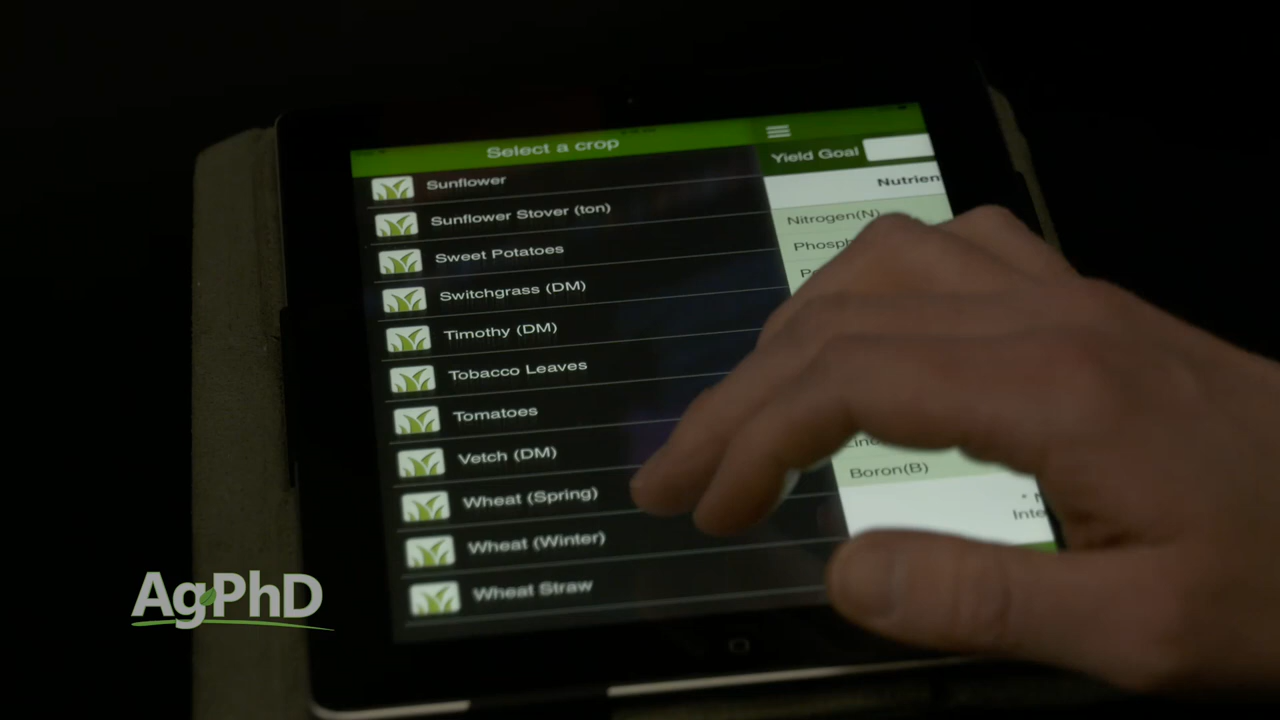 Select a crop
Sunflower
Sunflower Stover (ton)
Sweet Potatoes
Switchgrass (DM)
Timothy (DM)
Tobacco Leaves
Tomatoes
Vetch (DM)
Wheat (Spring)
Wheat (Winter)
Wheat Straw
Yield Goal
Nitrogen(N)
Boron(B)
AgPhD